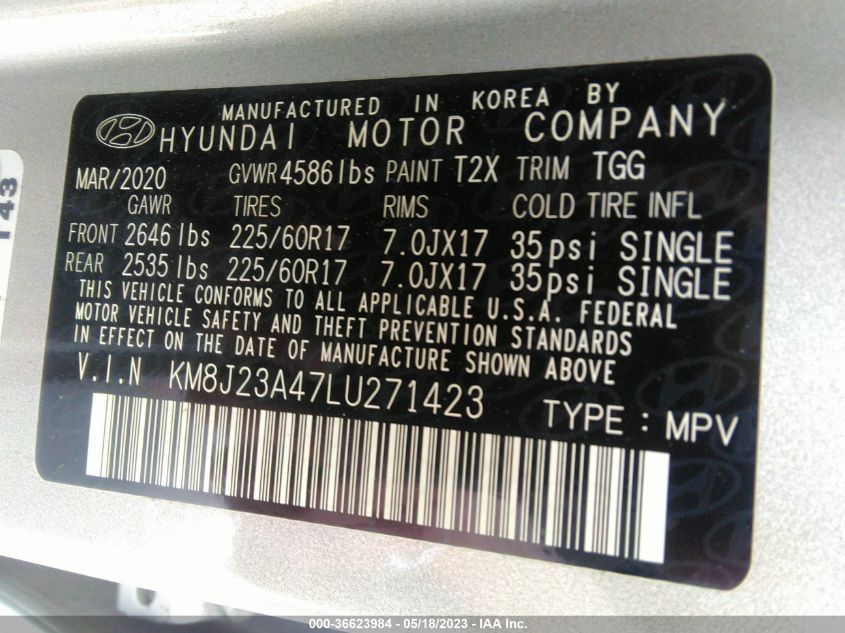 MANUFACTURED IN KOREA BY
HYUNDAI MOTOR COMPANY
MAR/2020 GVWR 4586 lbs PAINT T2X TRIM TGG
GAWR TIRES RIMS COLD TIRE INFL
FRONT 2646 lbs 225/60R17 7.0JX17 35psi SINGLE
REAR 2535 lbs 225/60R17 7.0JX17 35psi SINGLE
THIS VEHICLE CONFORMS TO ALL APPLICABLE U.S.A. FEDERAL
MOTOR VEHICLE SAFETY AND THEFT PREVENTION STANDARDS
IN EFFECT ON THE DATE OF MANUFACTURE SHOWN ABOVE
V.I.N KM8J23A47LU271423 TYPE : MPV
000-36623984 - 05/18/2023 - IAA Inc.